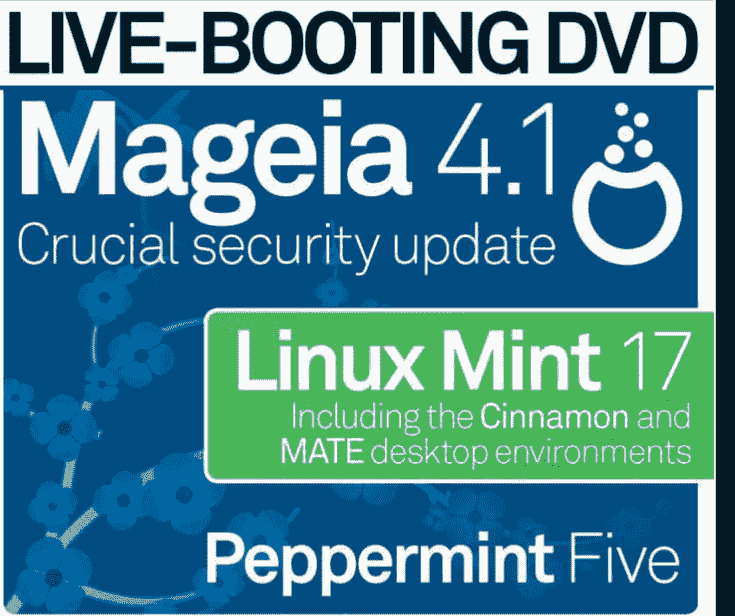 LIVE-BOOTING DVD
Mageia 4.1
Crucial security update
Linux Mint 17
Including the Cinnamon and
MATE desktop environments
Peppermint Five